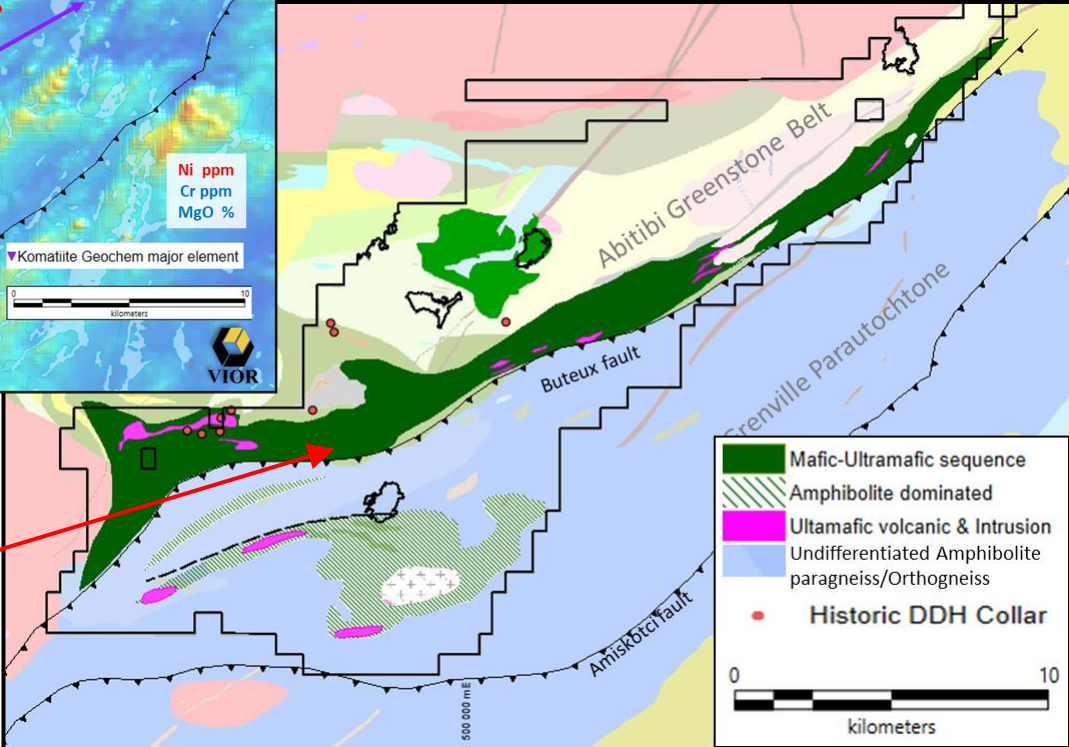 Ni ppm
Cr ppm
MgO %
Komatiite Geochem major element
0 10
kilometers
VIOR
Abitibi Greenstone Belt
Buteux fault
Grenville Parautochtone
Amiskotci fault
500 000 mE
Mafic-Ultramafic sequence
Amphibolite dominated
Ultamafic volcanic & Intrusion
Undifferentiated Amphibolite
paragneiss/Orthogneiss
Historic DDH Collar
0 10
kilometers